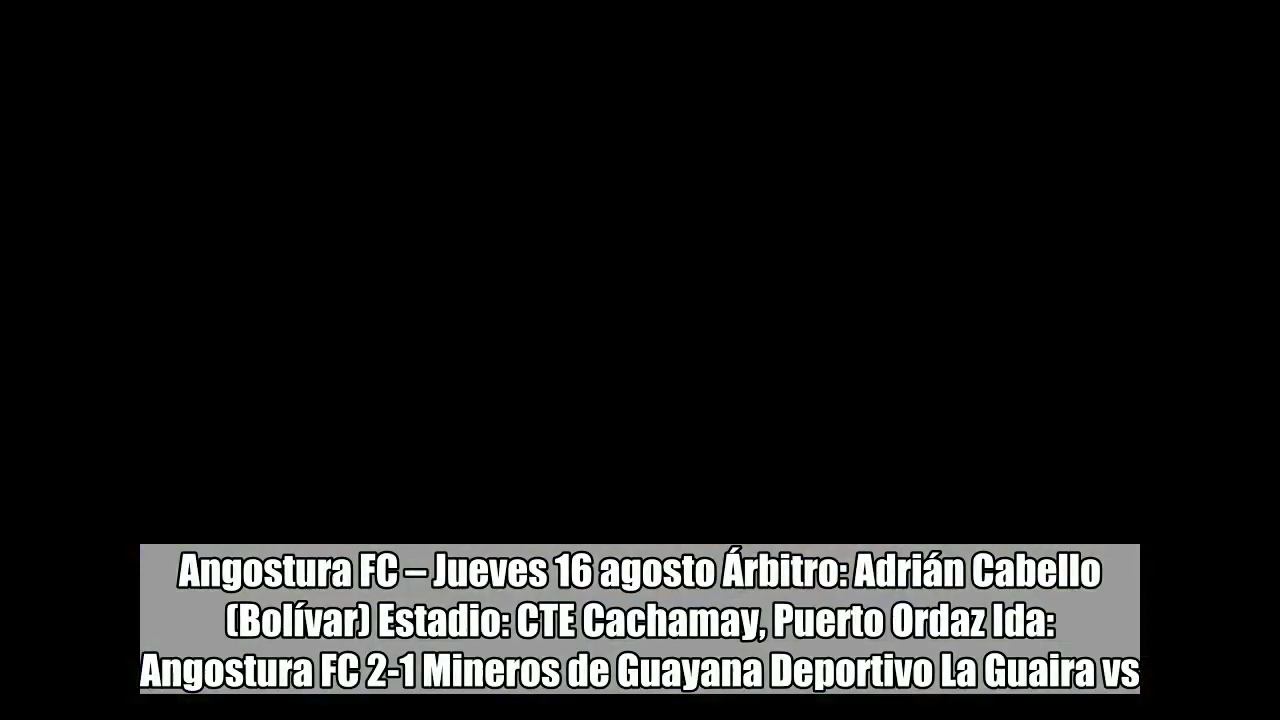 Angostura FC – Jueves 16 agosto Árbitro: Adrián Cabello
(Bolívar) Estadio: CTE Cachamay, Puerto Ordaz Ida:
Angostura FC 2-1 Mineros de Guayana Deportivo La Guaira vs